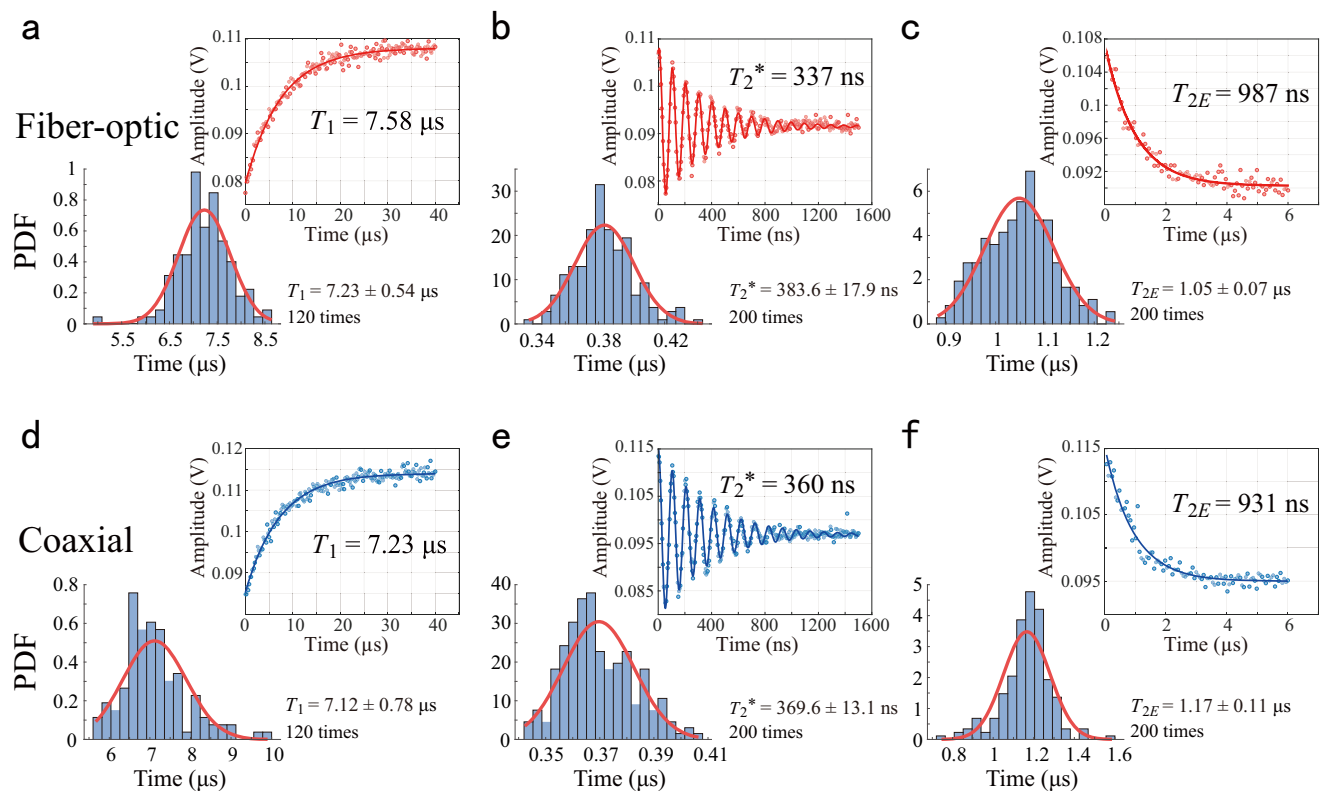 a
Fiber-optic
PDF
1
0.8
0.6
0.4
0.2
0
5.5 6.5 7.5 8.5
Time (μs)
Amplitude (V)
0.11
0.1
0.09
0.08
0 10 20 30 40
Time (μs)
T1 = 7.58 μs
T1 = 7.23 ± 0.54 μs
120 times
b
30
20
10
0
0.34 0.38 0.42
Time (μs)
Amplitude (V)
0.11
0.1
0.09
0.08
0 400 800 1200 1600
Time (ns)
T2* = 337 ns
T2* = 383.6 ± 17.9 ns
200 times
c
6
4
2
0
0.9 1 1.1 1.2
Time (μs)
Amplitude (V)
0.108
0.104
0.1
0.096
0.092
0 2 4 6
Time (μs)
T2E = 987 ns
T2E = 1.05 ± 0.07 μs
200 times
d
Coaxial
PDF
0.8
0.6
0.4
0.2
0
6 7 8 9 10
Time (μs)
Amplitude (V)
0.12
0.11
0.1
0.09
0 10 20 30 40
Time (μs)
T1 = 7.23 μs
T1 = 7.12 ± 0.78 μs
120 times
e
40
30
20
10
0
0.35 0.37 0.39 0.41
Time (μs)
Amplitude (V)
0.115
0.105
0.095
0.085
0 400 800 1200 1600
Time (ns)
T2* = 360 ns
T2* = 369.6 ± 13.1 ns
200 times
f
5
4
3
2
1
0
0.8 1 1.2 1.4 1.6
Time (μs)
Amplitude (V)
0.115
0.105
0.095
0 2 4 6
Time (μs)
T2E = 931 ns
T2E = 1.17 ± 0.11 μs
200 times